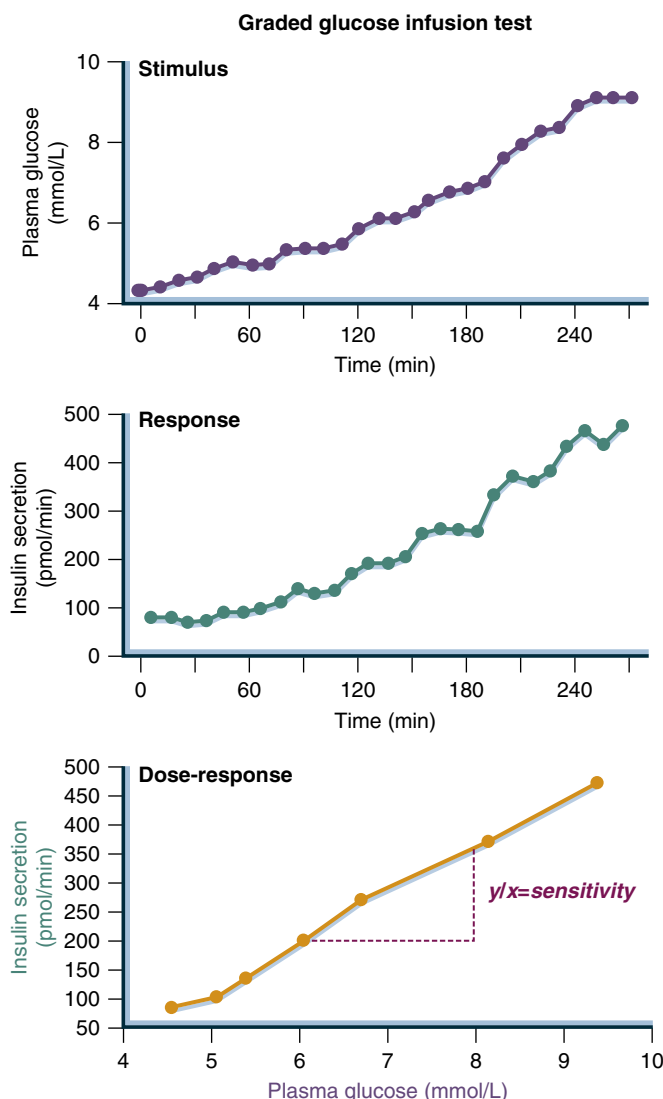 Graded glucose infusion test
Stimulus
Plasma glucose
(mmol/L)
10
8
6
4
0 60 120 180 240
Time (min)
Response
Insulin secretion
(pmol/min)
500
400
300
200
100
0
0 60 120 180 240
Time (min)
Dose-response
Insulin secretion
(pmol/min)
500
450
400
350
300
250
200
150
100
50
y/x=sensitivity
4 5 6 7 8 9 10
Plasma glucose (mmol/L)